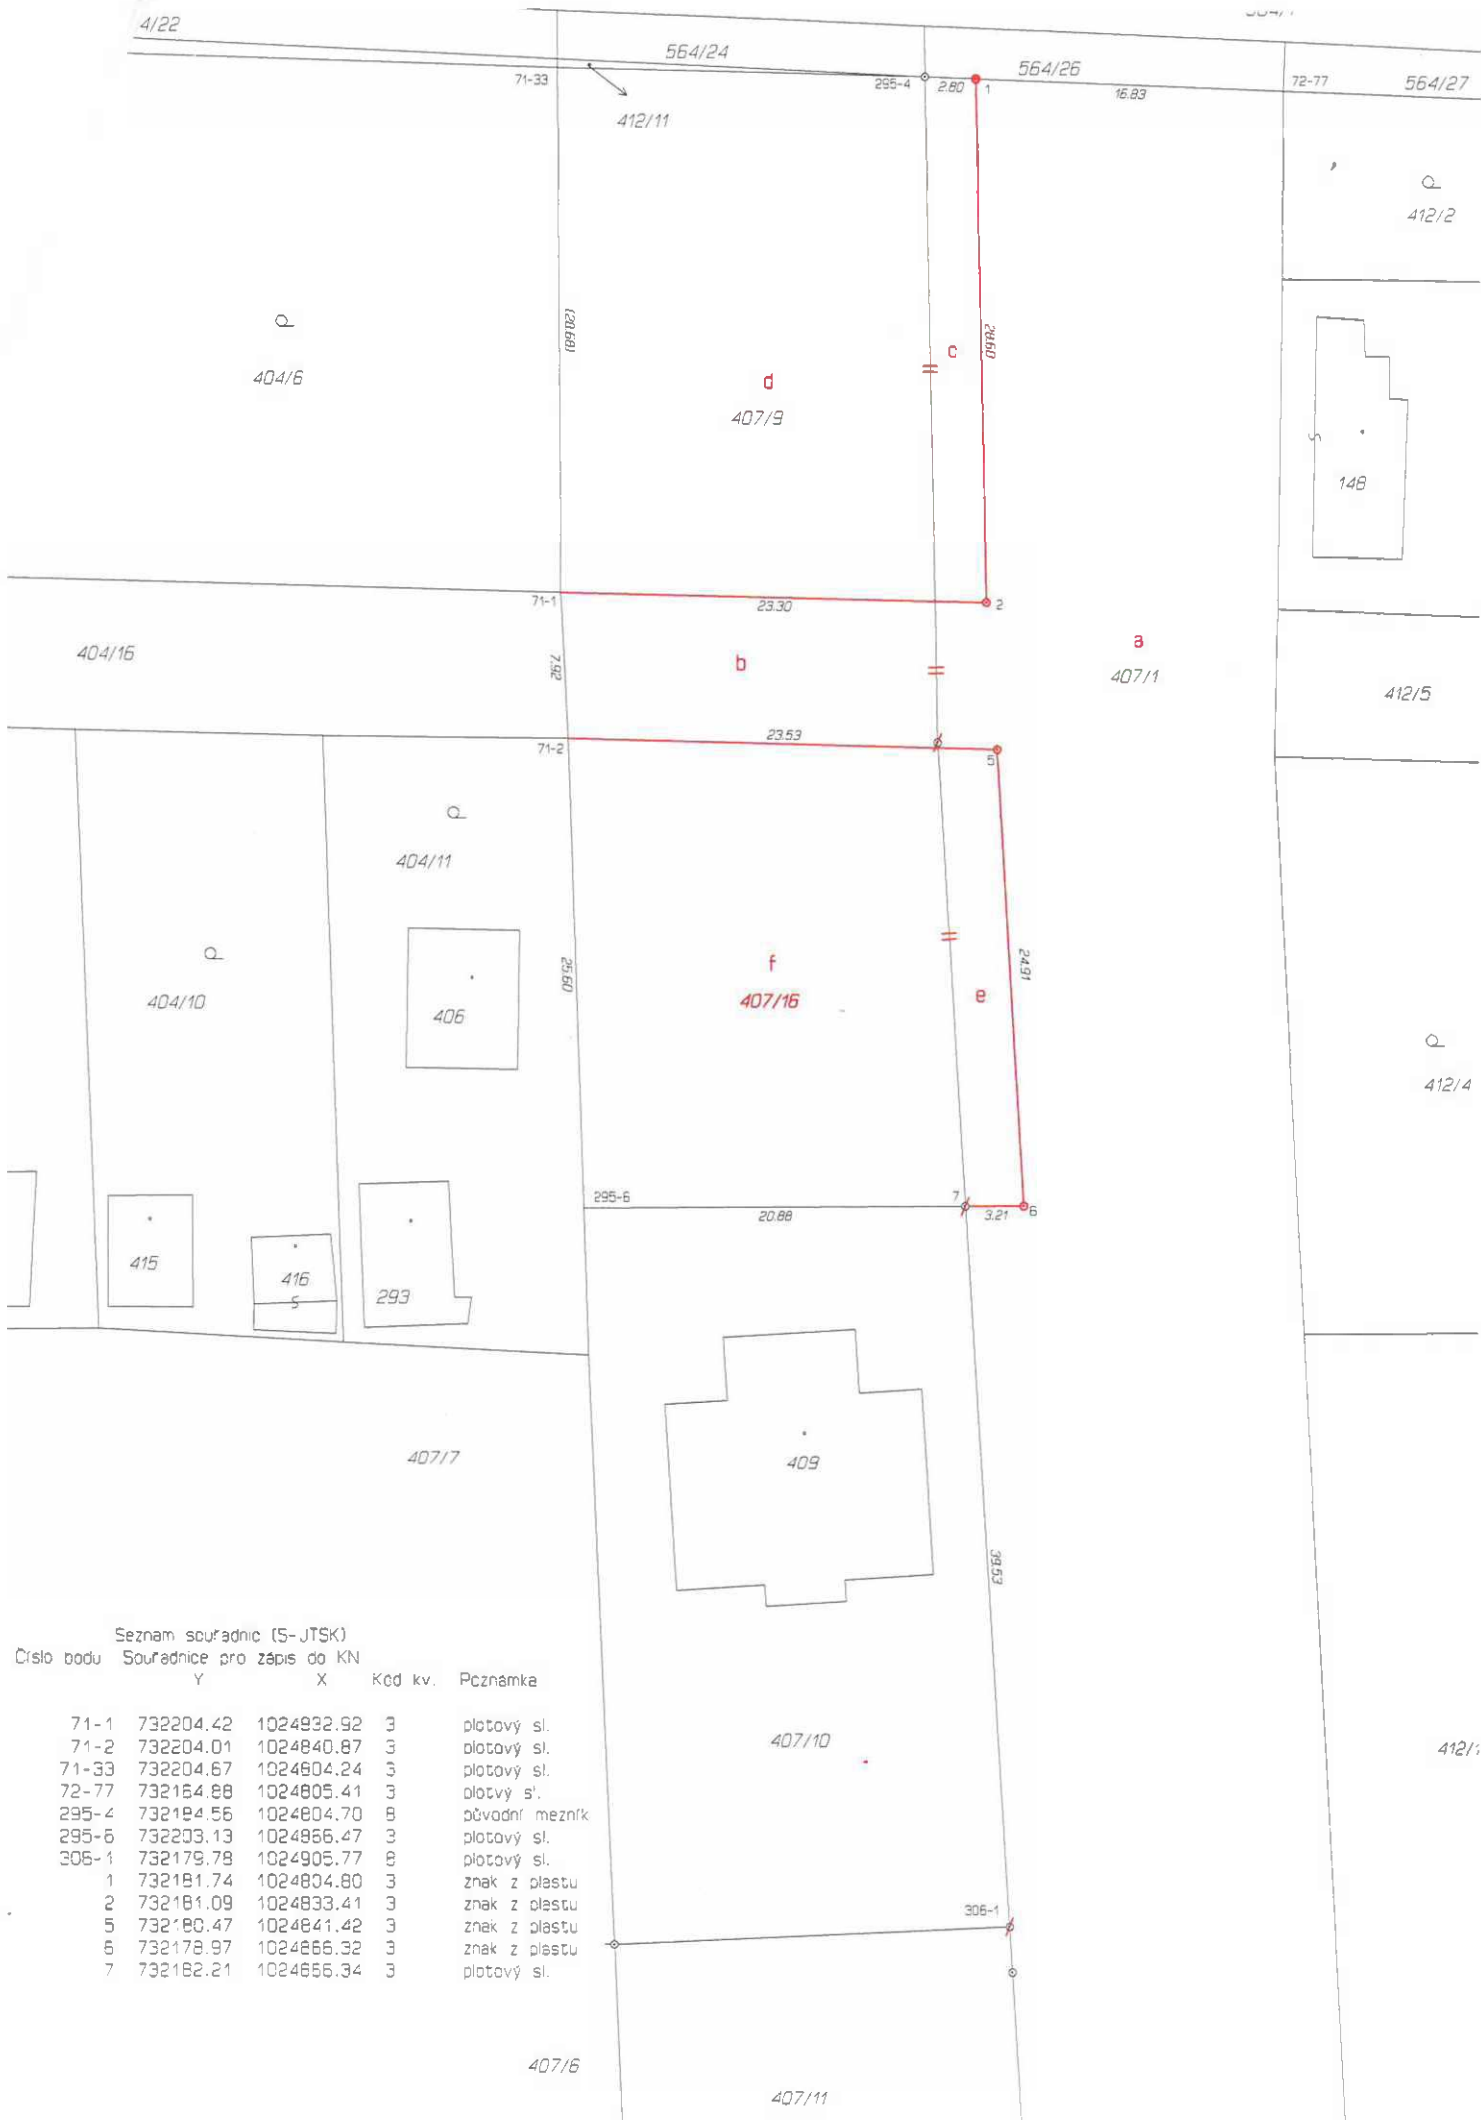 4/22
564/24
564/26
71-33
295-4
2.80
1
16.83
72-77
564/27
412/11
412/2
(28.68)
28.60
c
404/6
d
407/9
S
148
71-1
23.30
2
404/16
7.92
b
a
407/1
412/5
71-2
23.53
5
404/11
25.60
f
24.91
404/10
406
407/16
e
412/4
295-6
7
20.88
3.21
6
415
416
S
293
407/7
409
39.53
Seznam souřadnic (S-JTSK)
Číslo bodu Souřadnice pro zápis do KN
Y X Kód kv. Poznámka
71-1 732204.42 1024832.92 3 plotový sl.
71-2 732204.01 1024840.87 3 plotový sl.
71-33 732204.67 1024804.24 3 plotový sl.
72-77 732164.88 1024805.41 3 plotvý sl.
295-4 732184.56 1024804.70 8 původní mezník
295-6 732203.13 1024866.47 3 plotový sl.
306-1 732179.78 1024905.77 8 plotový sl.
1 732181.74 1024804.80 3 znak z plastu
2 732181.09 1024833.41 3 znak z plastu
5 732180.47 1024841.42 3 znak z plastu
6 732178.97 1024866.32 3 znak z plastu
7 732182.21 1024866.34 3 plotový sl.
407/10
306-1
407/6
407/11